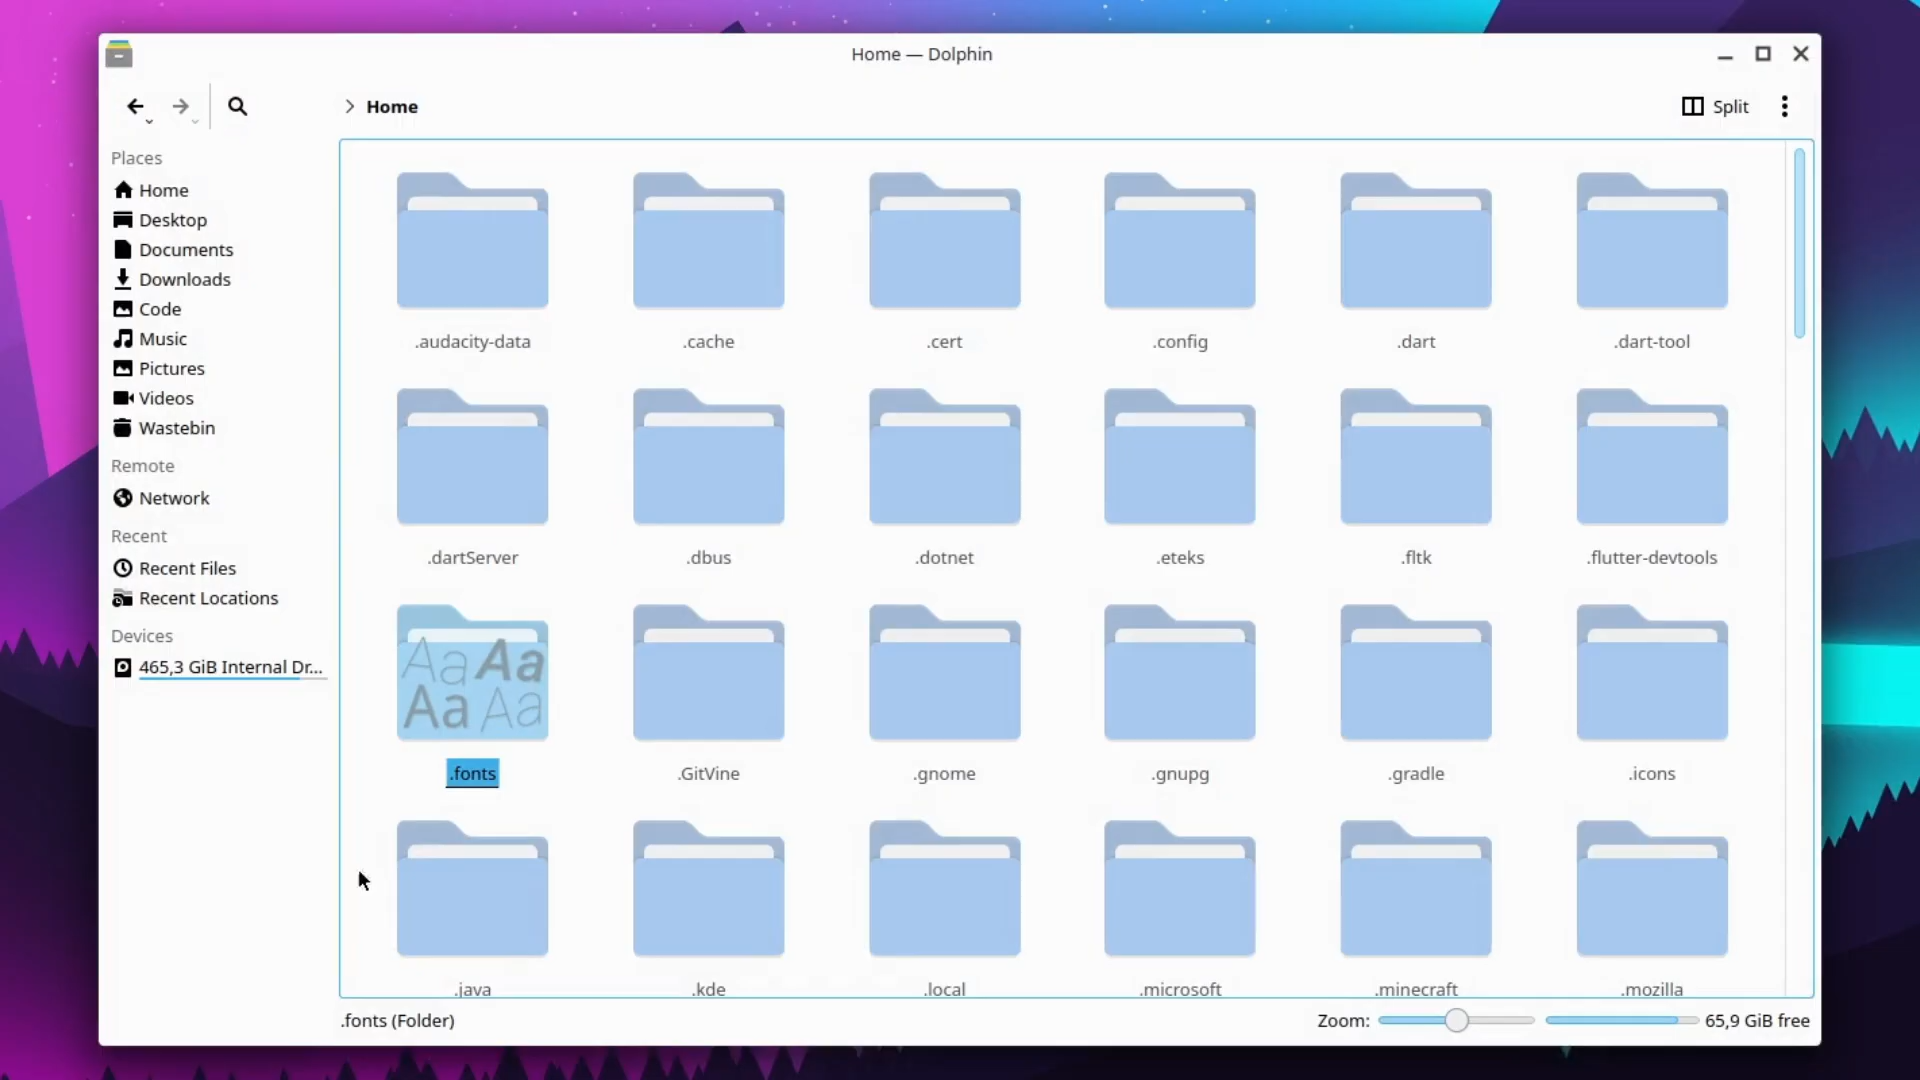 Home — Dolphin
Home
Split
Places
Home
Desktop
Documents
Downloads
Code
Music
Pictures
Videos
Wastebin
Remote
Network
Recent
Recent Files
Recent Locations
Devices
465,3 GiB Internal Dr...
.audacity-data .cache .cert .config .dart .dart-tool
.dartServer .dbus .dotnet .eteks .fltk .flutter-devtools
Aa Aa
Aa Aa
.fonts .GitVine .gnome .gnupg .gradle .icons
.java .kde .local .microsoft .minecraft .mozilla
.fonts (Folder) Zoom: 65,9 GiB free